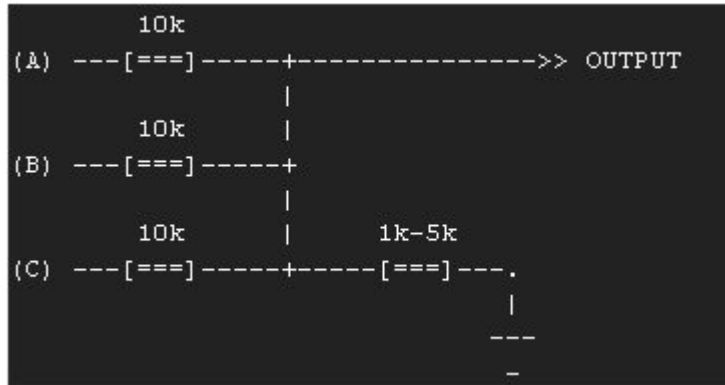 10k
(A) ---[===]-----+--------------->> OUTPUT
                 |
      10k        |
(B) ---[===]-----+
                 |
      10k        |     1k-5k
(C) ---[===]-----+-----[===]---.
                               |
                              ---
                               _